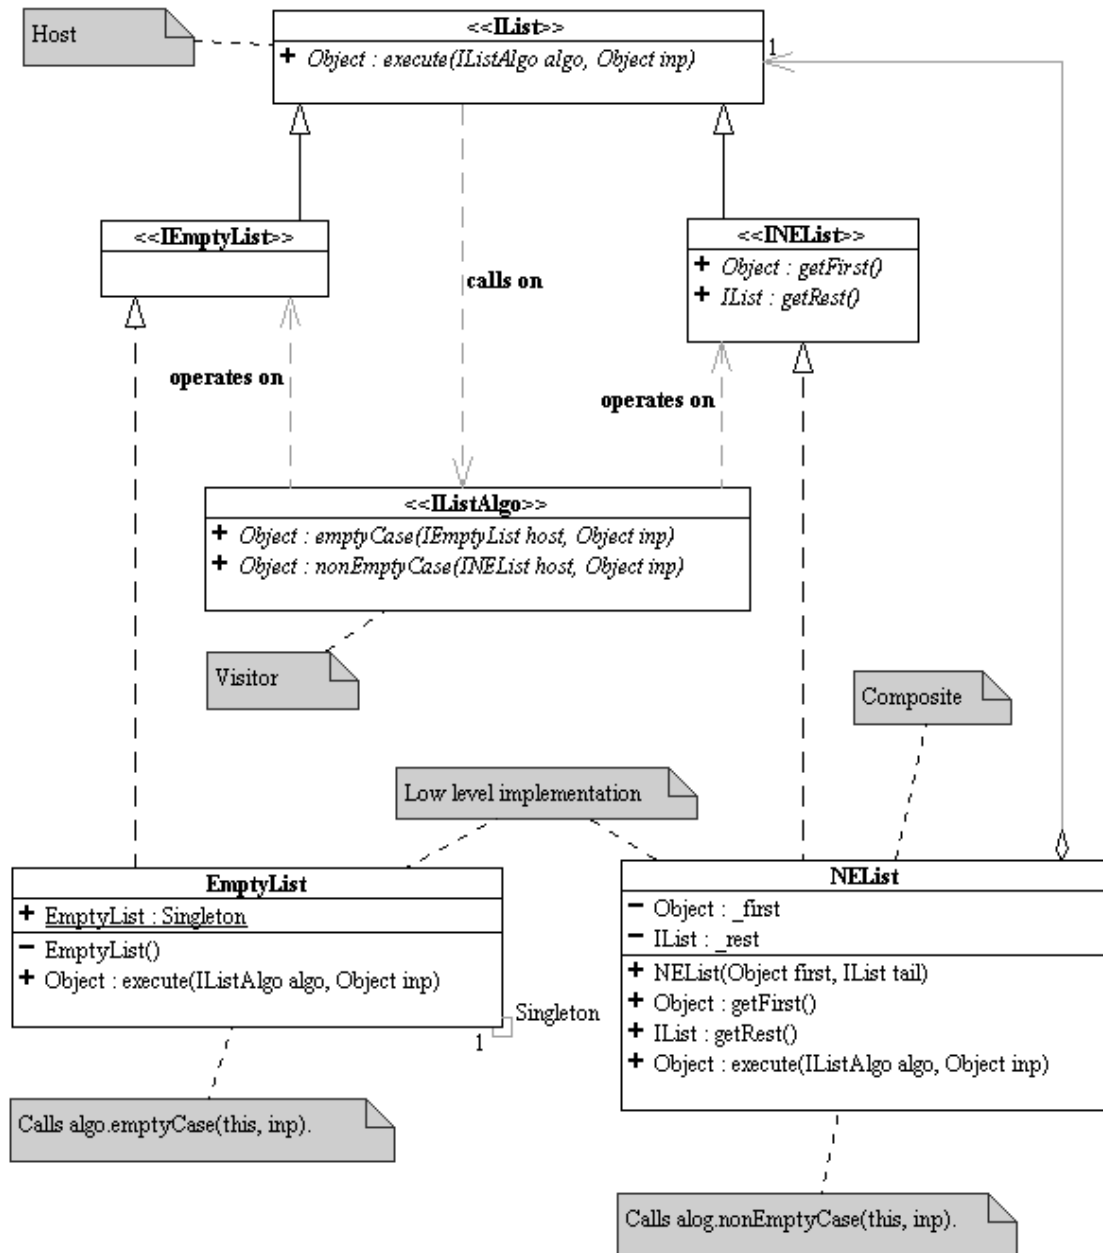 Host
<<IList>>
+ Object : execute(IListAlgo algo, Object inp)
1
<<IEmptyList>>
<<INEList>>
+ Object : getFirst()
+ IList : getRest()
calls on
operates on
operates on
<<IListAlgo>>
+ Object : emptyCase(IEmptyList host, Object inp)
+ Object : nonEmptyCase(INEList host, Object inp)
Visitor
Composite
Low level implementation
EmptyList
+ EmptyList : Singleton
- EmptyList()
+ Object : execute(IListAlgo algo, Object inp)
Singleton
1
NEList
- Object : _first
- IList : _rest
+ NEList(Object first, IList tail)
+ Object : getFirst()
+ IList : getRest()
+ Object : execute(IListAlgo algo, Object inp)
Calls algo.emptyCase(this, inp).
Calls alog.nonEmptyCase(this, inp).